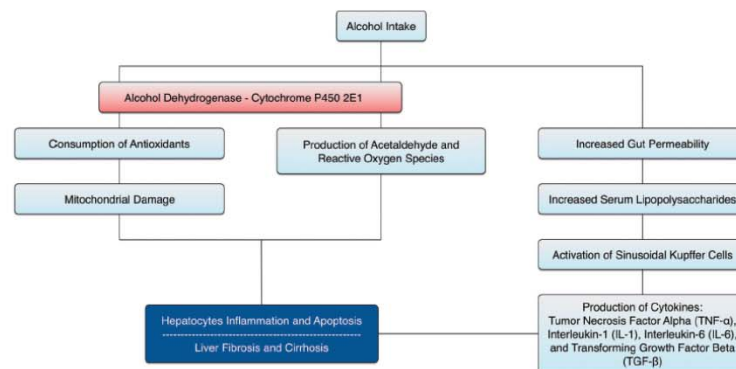 Alcohol Intake
Alcohol Dehydrogenase - Cytochrome P450 2E1
Consumption of Antioxidants
Production of Acetaldehyde and
Reactive Oxygen Species
Increased Gut Permeability
Mitochondrial Damage
Increased Serum Lipopolysaccharides
Activation of Sinusoidal Kupffer Cells
Hepatocytes Inflammation and Apoptosis
Liver Fibrosis and Cirrhosis
Production of Cytokines:
Tumor Necrosis Factor Alpha (TNF-α),
Interleukin-1 (IL-1), Interleukin-6 (IL-6),
and Transforming Growth Factor Beta
(TGF-β)